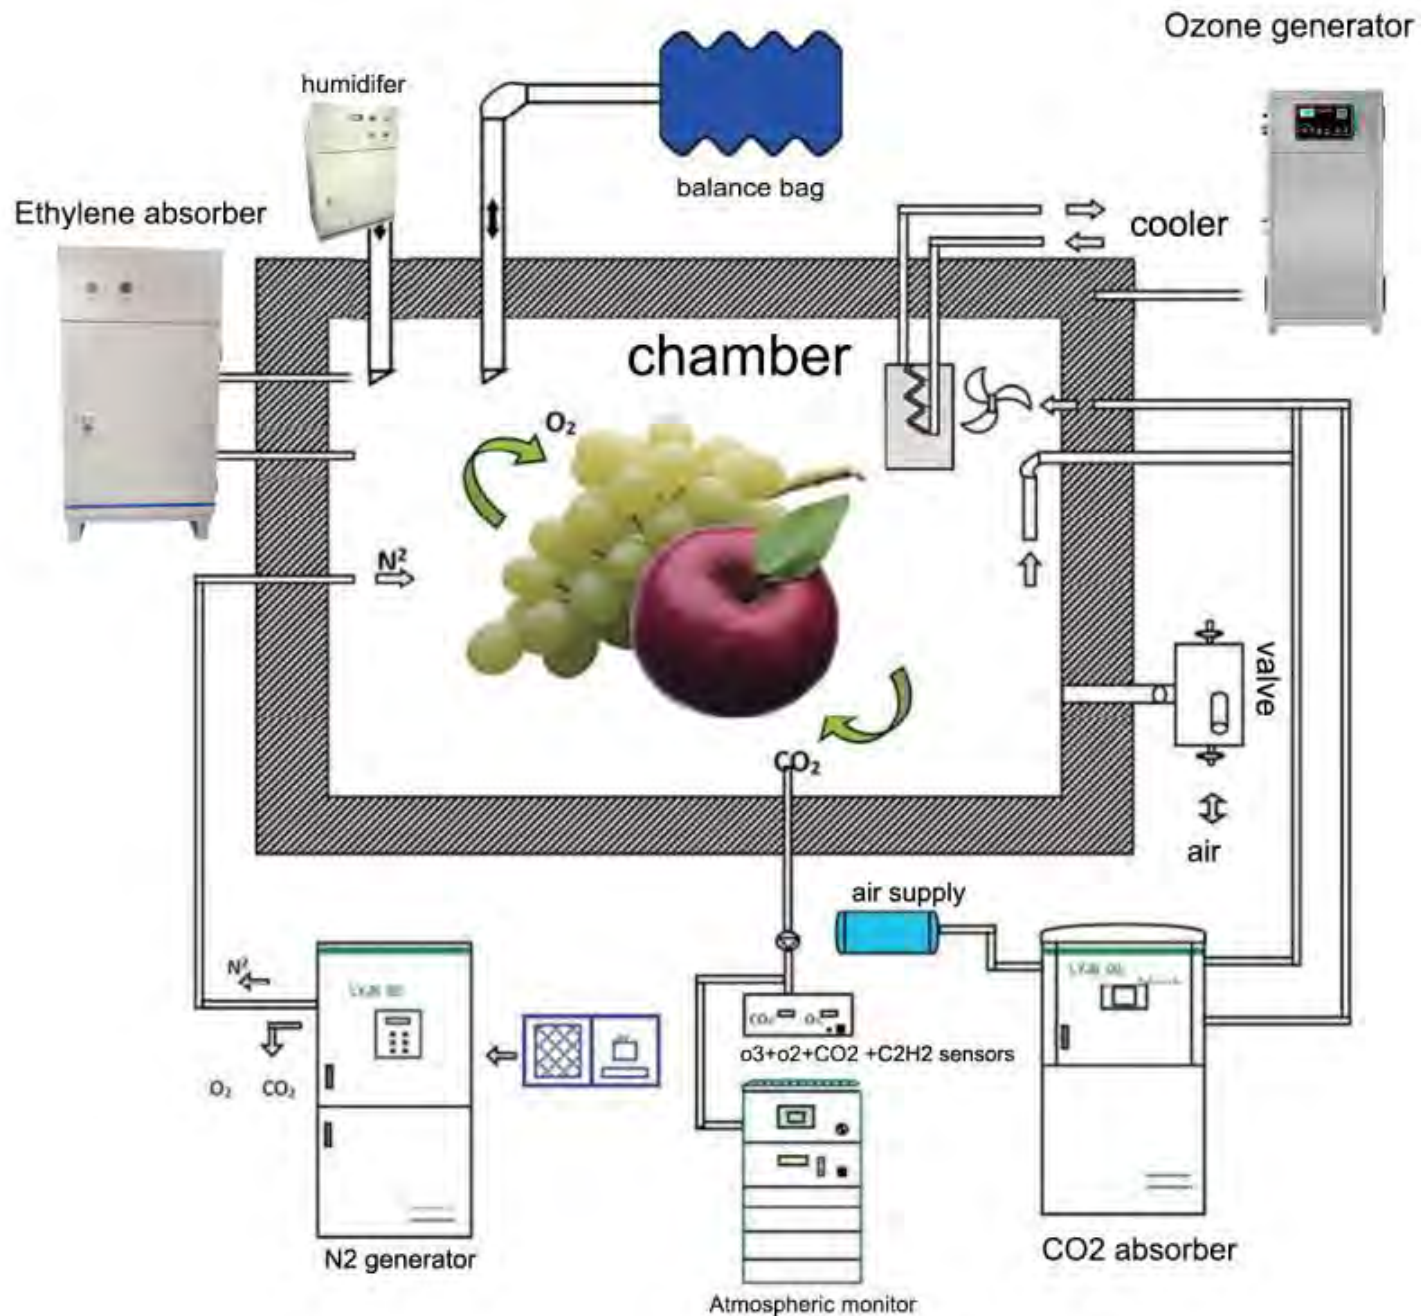 Ozone generator
humidifer
balance bag
Ethylene absorber
cooler
chamber
O₂
N²
valve
CO₂
air
air supply
N²
O₂ CO₂
CO₂
o3+o2+CO2 +C2H2 sensors
N2 generator
CO2 absorber
Atmospheric monitor